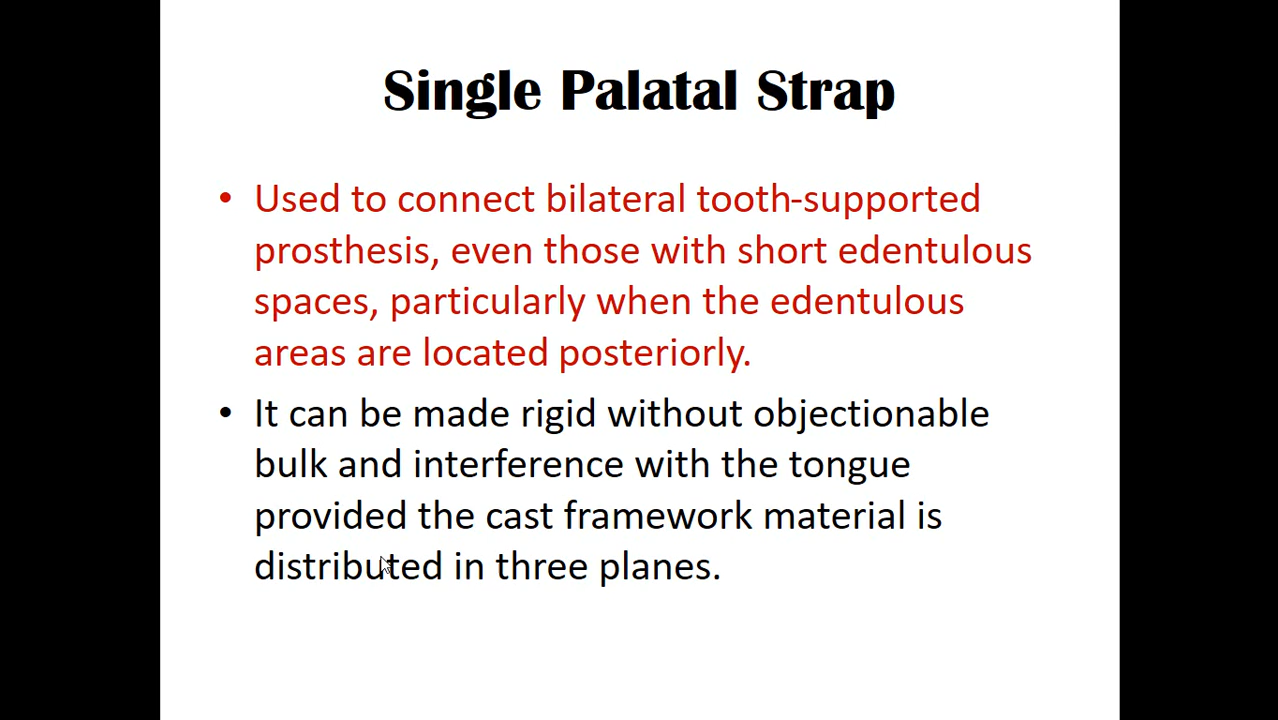 Single Palatal Strap
• Used to connect bilateral tooth-supported
prosthesis, even those with short edentulous
spaces, particularly when the edentulous
areas are located posteriorly.
• It can be made rigid without objectionable
bulk and interference with the tongue
provided the cast framework material is
distributed in three planes.